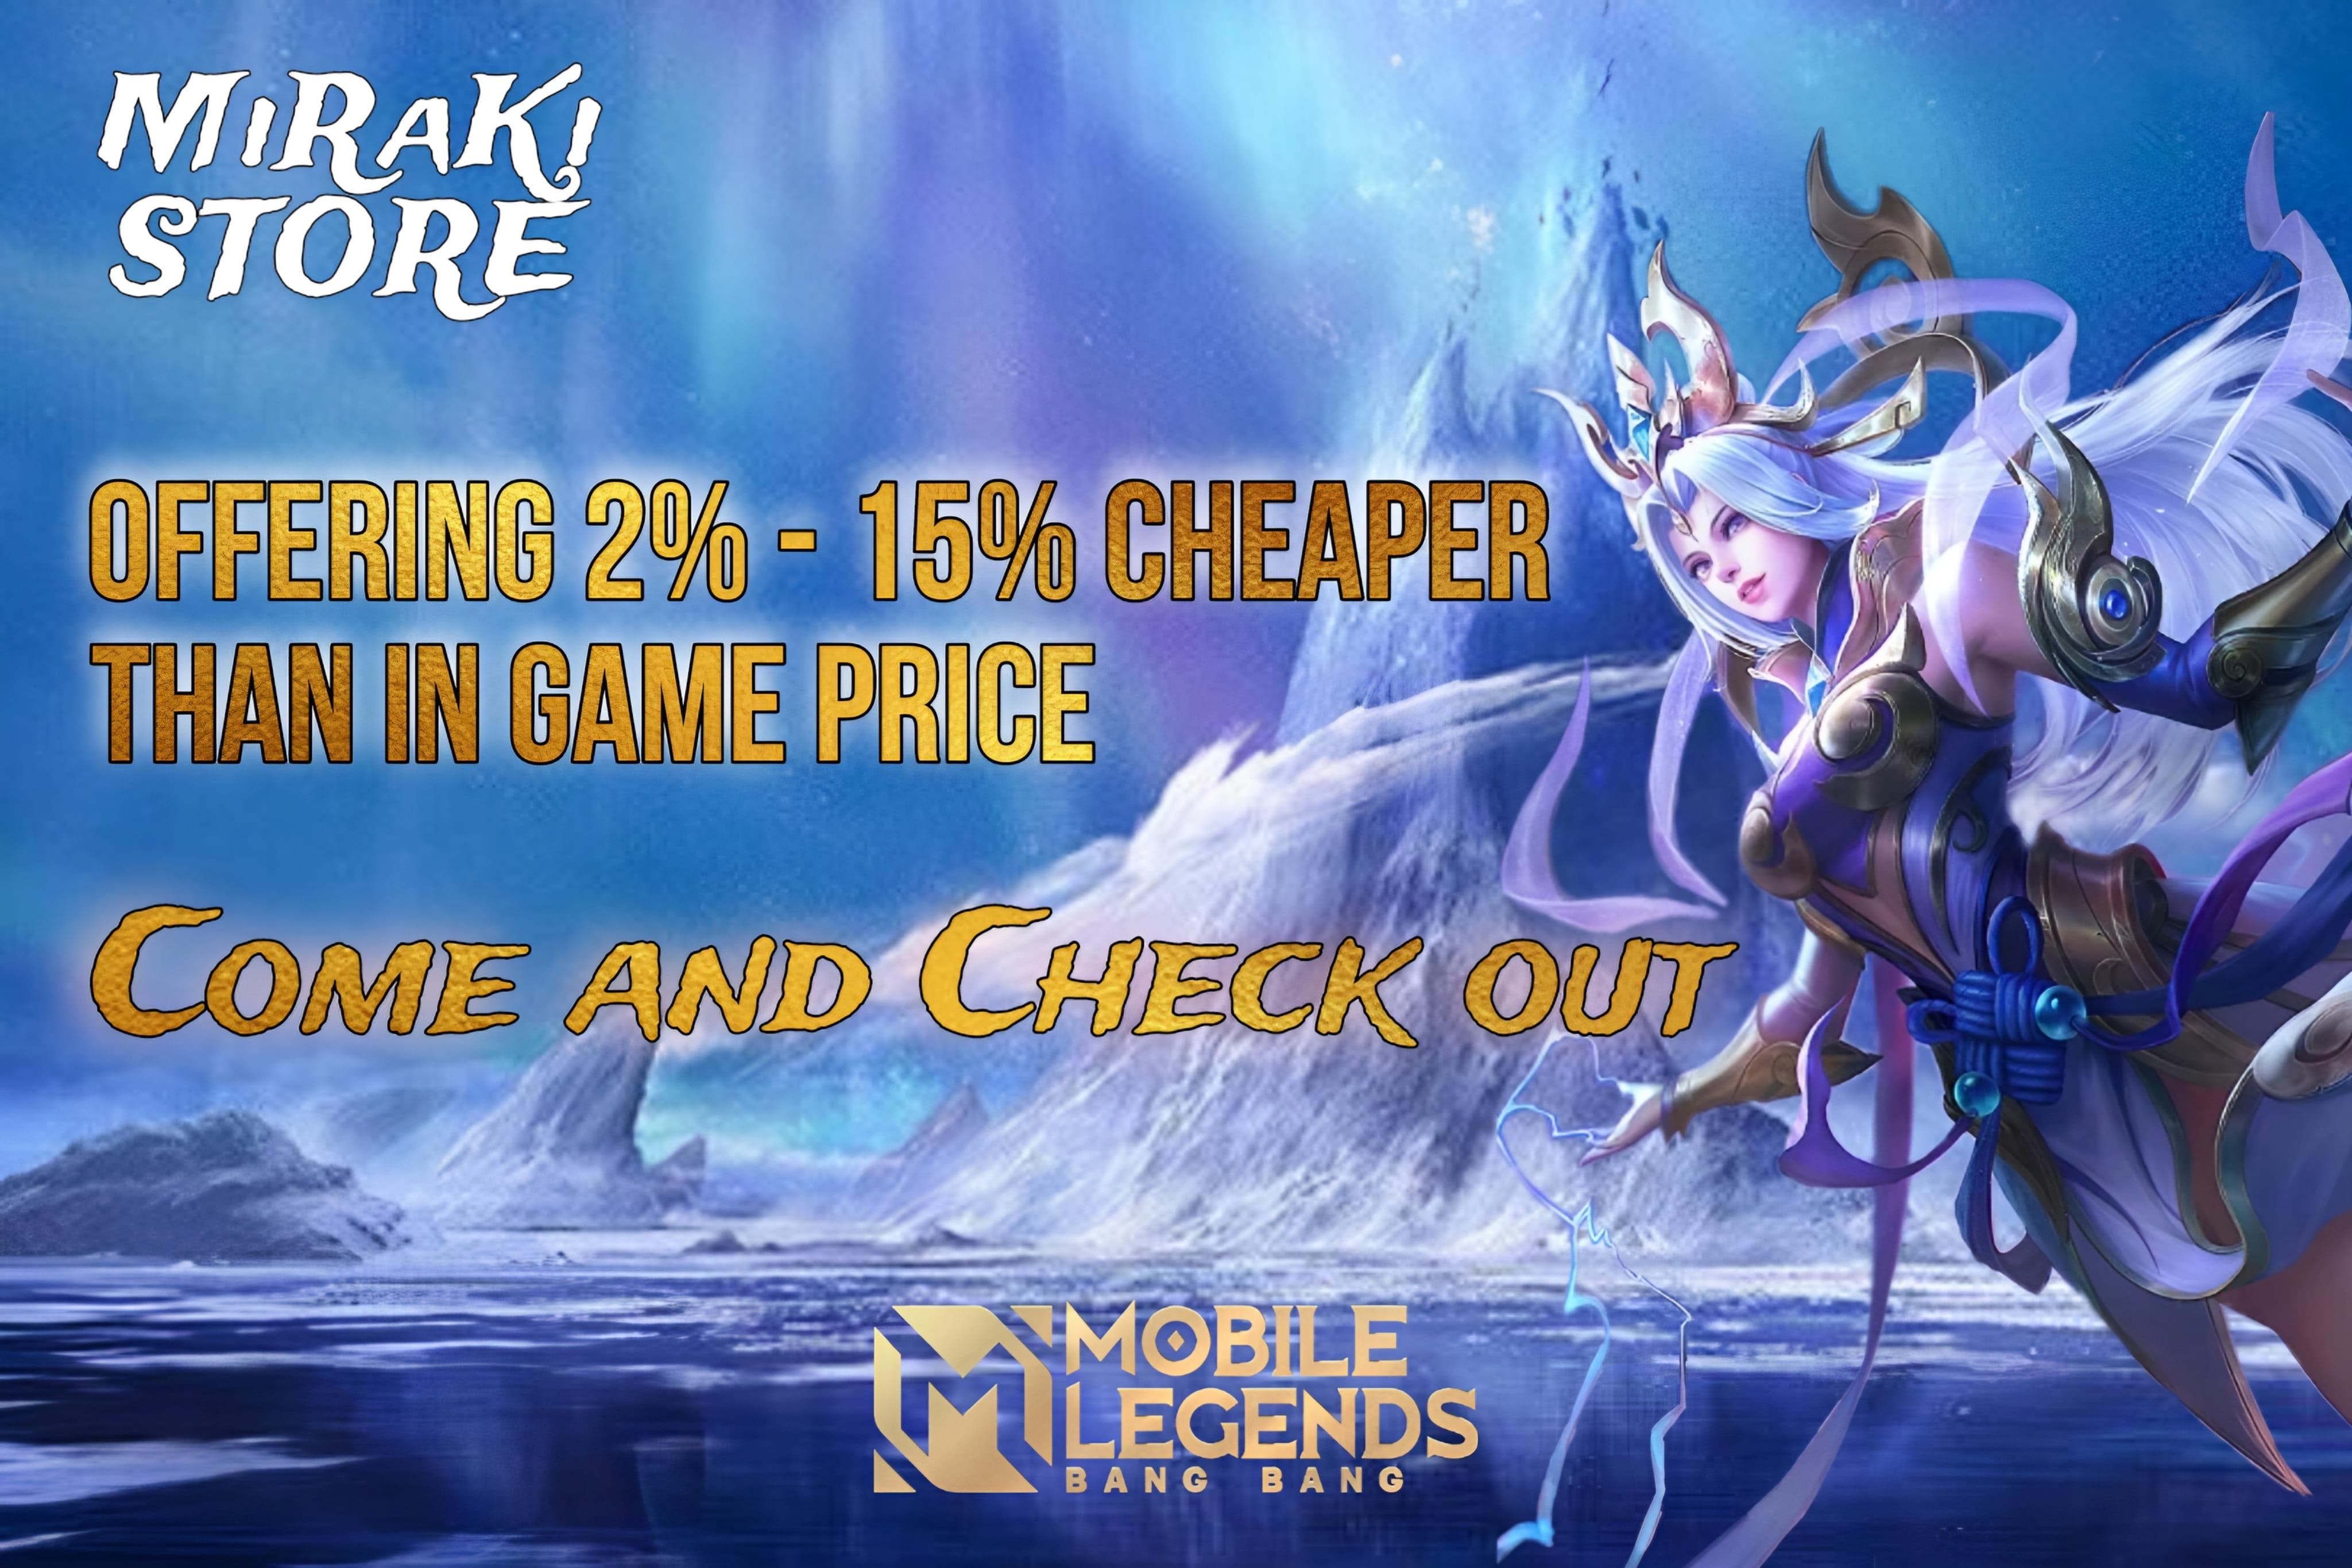 MiRaKi
STORE
OFFERING 2% - 15% CHEAPER
THAN IN GAME PRICE
COME AND CHECK OUT
MOBILE
LEGENDS
BANG BANG